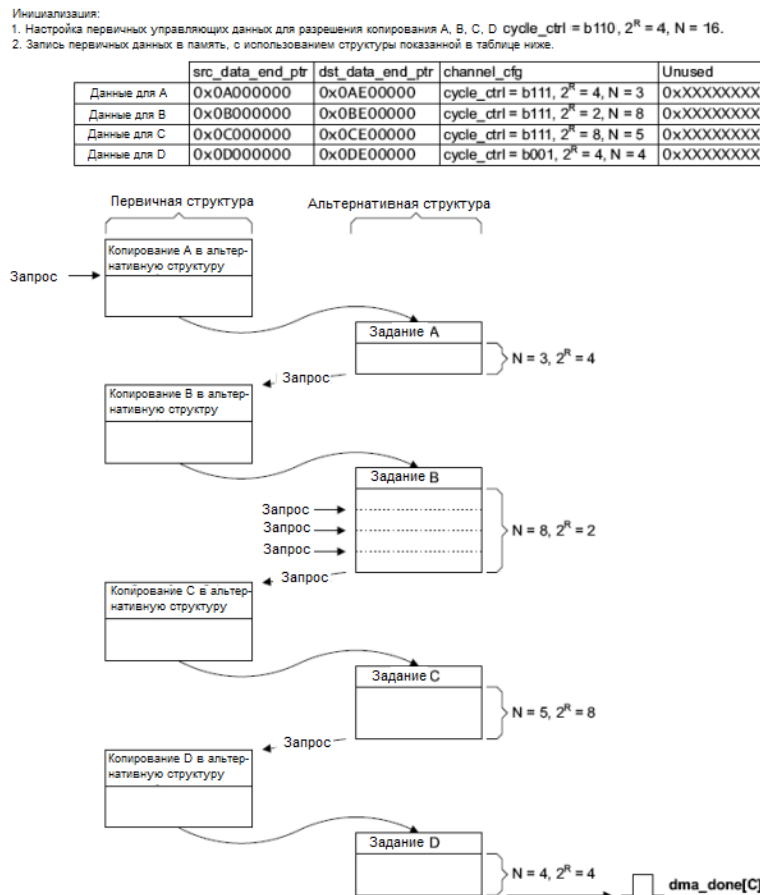 Инициализация:
1. Настройка первичных управляющих данных для разрешения копирования A, B, C, D cycle_ctrl = b110, 2^R = 4, N = 16.
2. Запись первичных данных в память, с использованием структуры показанной в таблице ниже.
src_data_end_ptr dst_data_end_ptr channel_cfg Unused
Данные для A 0x0A000000 0x0AE00000 cycle_ctrl = b111, 2^R = 4, N = 3 0xXXXXXXXX
Данные для B 0x0B000000 0x0BE00000 cycle_ctrl = b111, 2^R = 2, N = 8 0xXXXXXXXX
Данные для C 0x0C000000 0x0CE00000 cycle_ctrl = b111, 2^R = 8, N = 5 0xXXXXXXXX
Данные для D 0x0D000000 0x0DE00000 cycle_ctrl = b001, 2^R = 4, N = 4 0xXXXXXXXX
Первичная структура Альтернативная структура
Копирование A в альтер-
нативную структуру
Запрос
Задание A
N = 3, 2^R = 4
Запрос
Копирование B в альтер-
нативную структру
Задание B
Запрос
Запрос
Запрос
N = 8, 2^R = 2
Запрос
Копирование C в альтер-
нативную структуру
Задание C
N = 5, 2^R = 8
Запрос
Копирование D в альтер-
нативную структуру
Задание D
N = 4, 2^R = 4
dma_done[C]